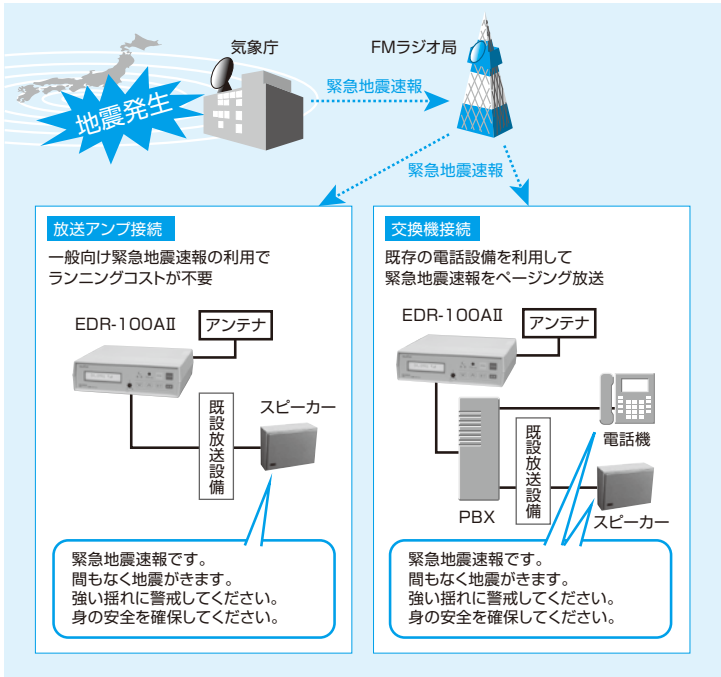 気象庁
FMラジオ局
地震発生
緊急地震速報
緊急地震速報
放送アンプ接続
一般向け緊急地震速報の利用で
ランニングコストが不要
EDR-100AⅡ
アンテナ
既設放送設備
スピーカー
緊急地震速報です。
間もなく地震がきます。
強い揺れに警戒してください。
身の安全を確保してください。
交換機接続
既存の電話設備を利用して
緊急地震速報をページング放送
EDR-100AⅡ
アンテナ
電話機
既設放送設備
PBX
スピーカー
緊急地震速報です。
間もなく地震がきます。
強い揺れに警戒してください。
身の安全を確保してください。